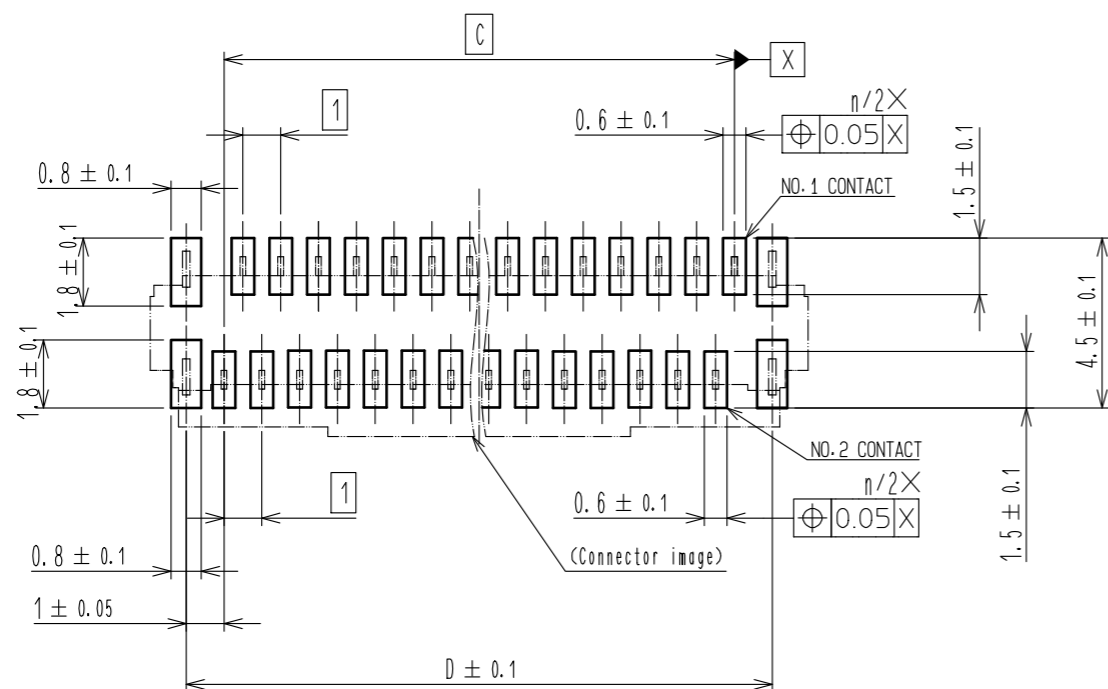 C
X
1
n/2X
0.6 ± 0.1
⌖ 0.05 X
0.8 ± 0.1
NO.1 CONTACT
1.5 ± 0.1
1.8 ± 0.1
4.5 ± 0.1
1.8 ± 0.1
NO.2 CONTACT
n/2X
1
0.6 ± 0.1
⌖ 0.05 X
1.5 ± 0.1
0.8 ± 0.1
(Connector image)
1 ± 0.05
D ± 0.1